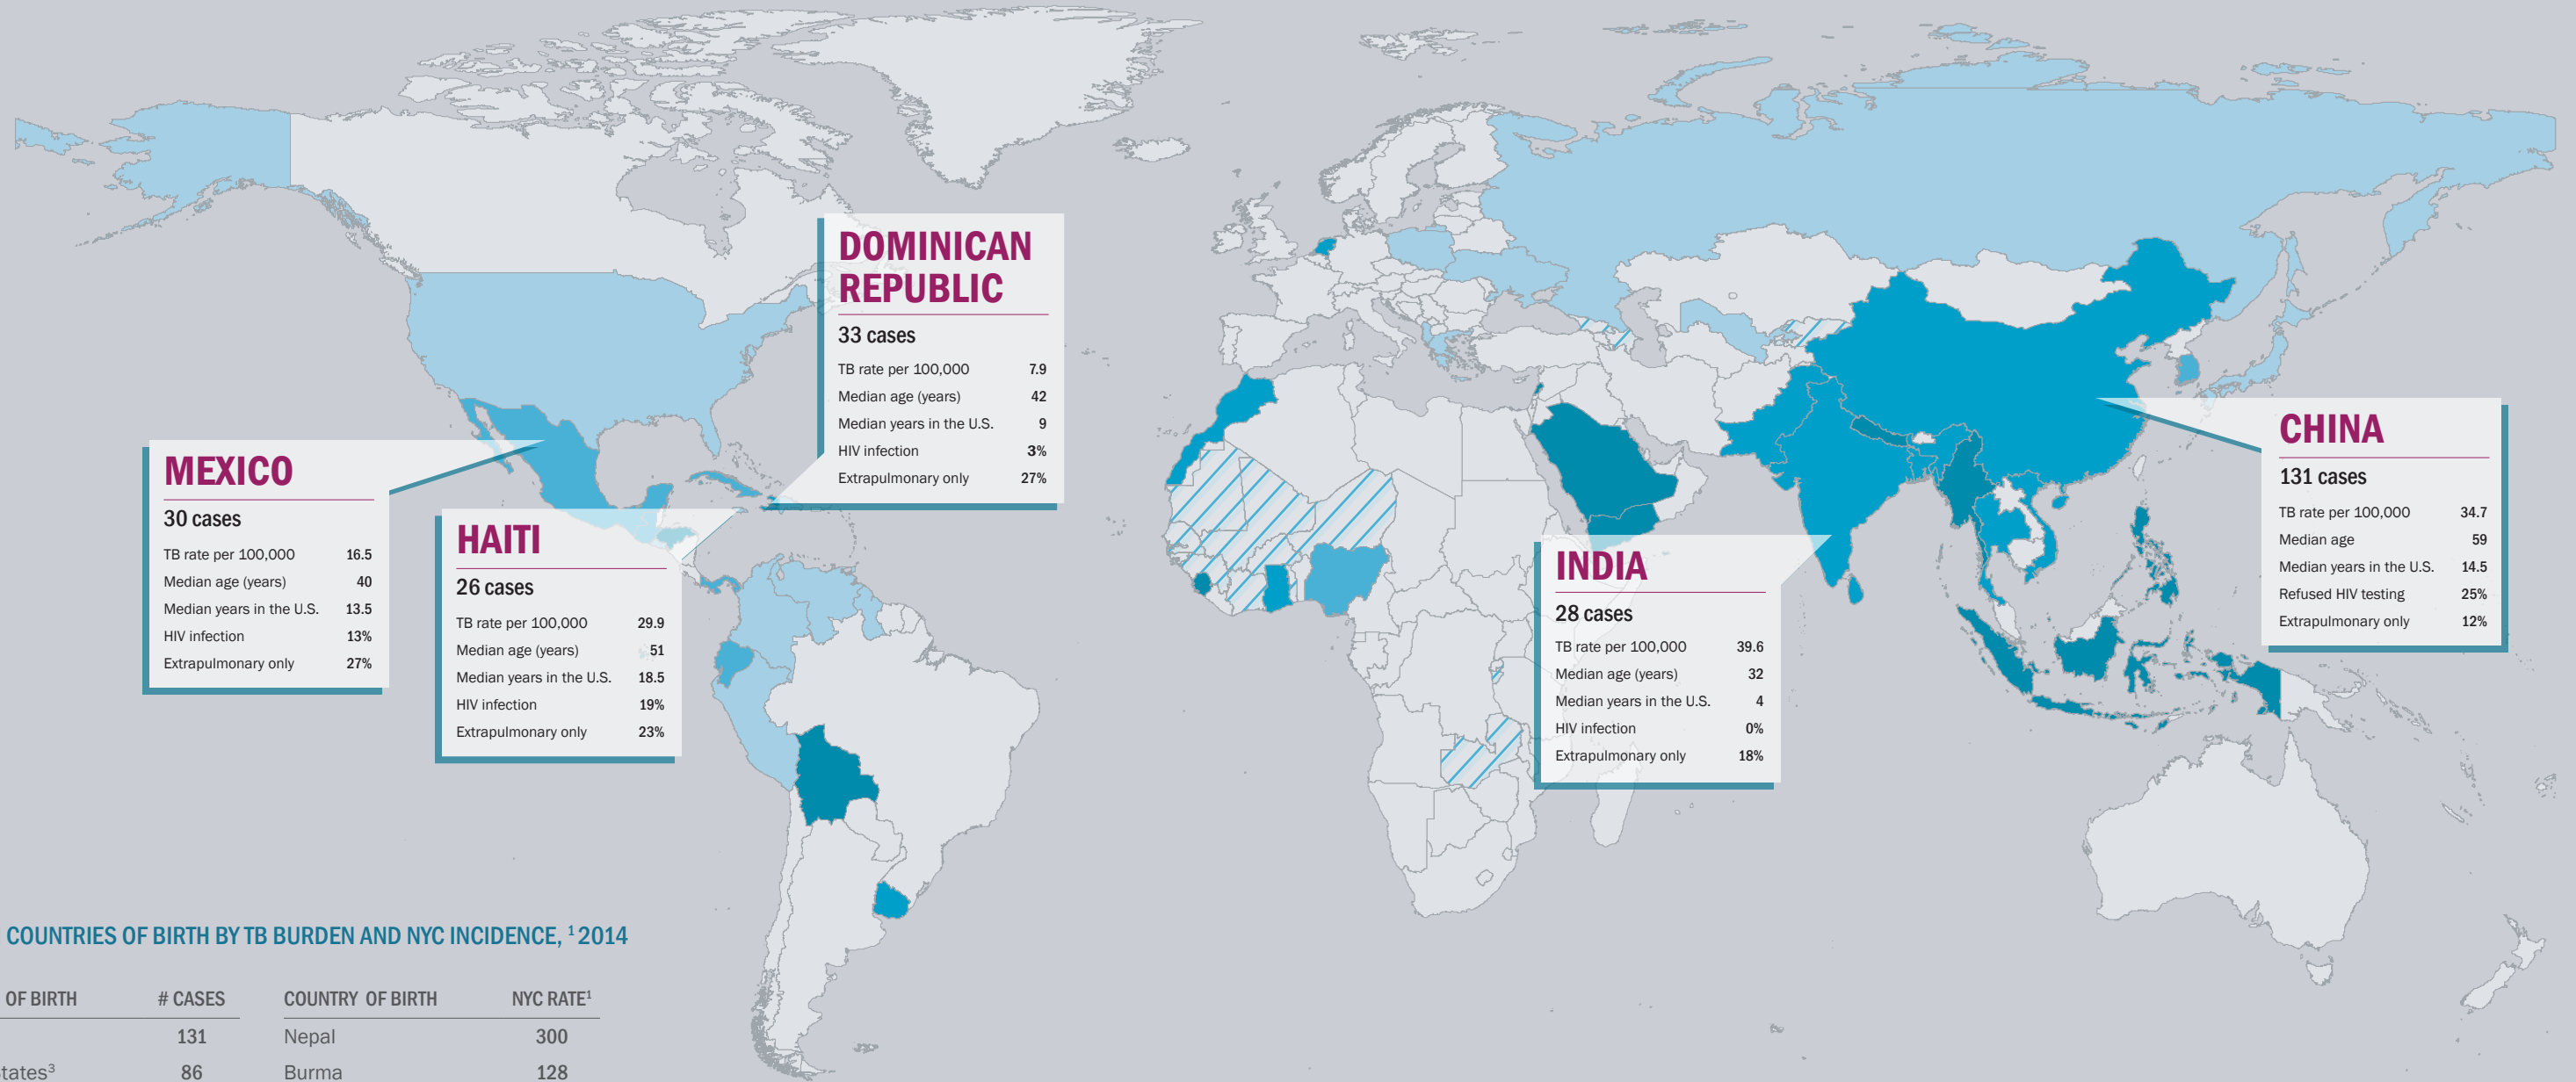 DOMINICAN
REPUBLIC
33 cases
TB rate per 100,000 7.9
Median age (years) 42
Median years in the U.S. 9
HIV infection 3%
Extrapulmonary only 27%
MEXICO
30 cases
TB rate per 100,000 16.5
Median age (years) 40
Median years in the U.S. 13.5
HIV infection 13%
Extrapulmonary only 27%
HAITI
26 cases
TB rate per 100,000 29.9
Median age (years) 51
Median years in the U.S. 18.5
HIV infection 19%
Extrapulmonary only 23%
INDIA
28 cases
TB rate per 100,000 39.6
Median age (years) 32
Median years in the U.S. 4
HIV infection 0%
Extrapulmonary only 18%
CHINA
131 cases
TB rate per 100,000 34.7
Median age 59
Median years in the U.S. 14.5
Refused HIV testing 25%
Extrapulmonary only 12%
COUNTRIES OF BIRTH BY TB BURDEN AND NYC INCIDENCE, ¹ 2014
OF BIRTH # CASES COUNTRY OF BIRTH NYC RATE¹
131 Nepal 300
tates³ 86 Burma 128